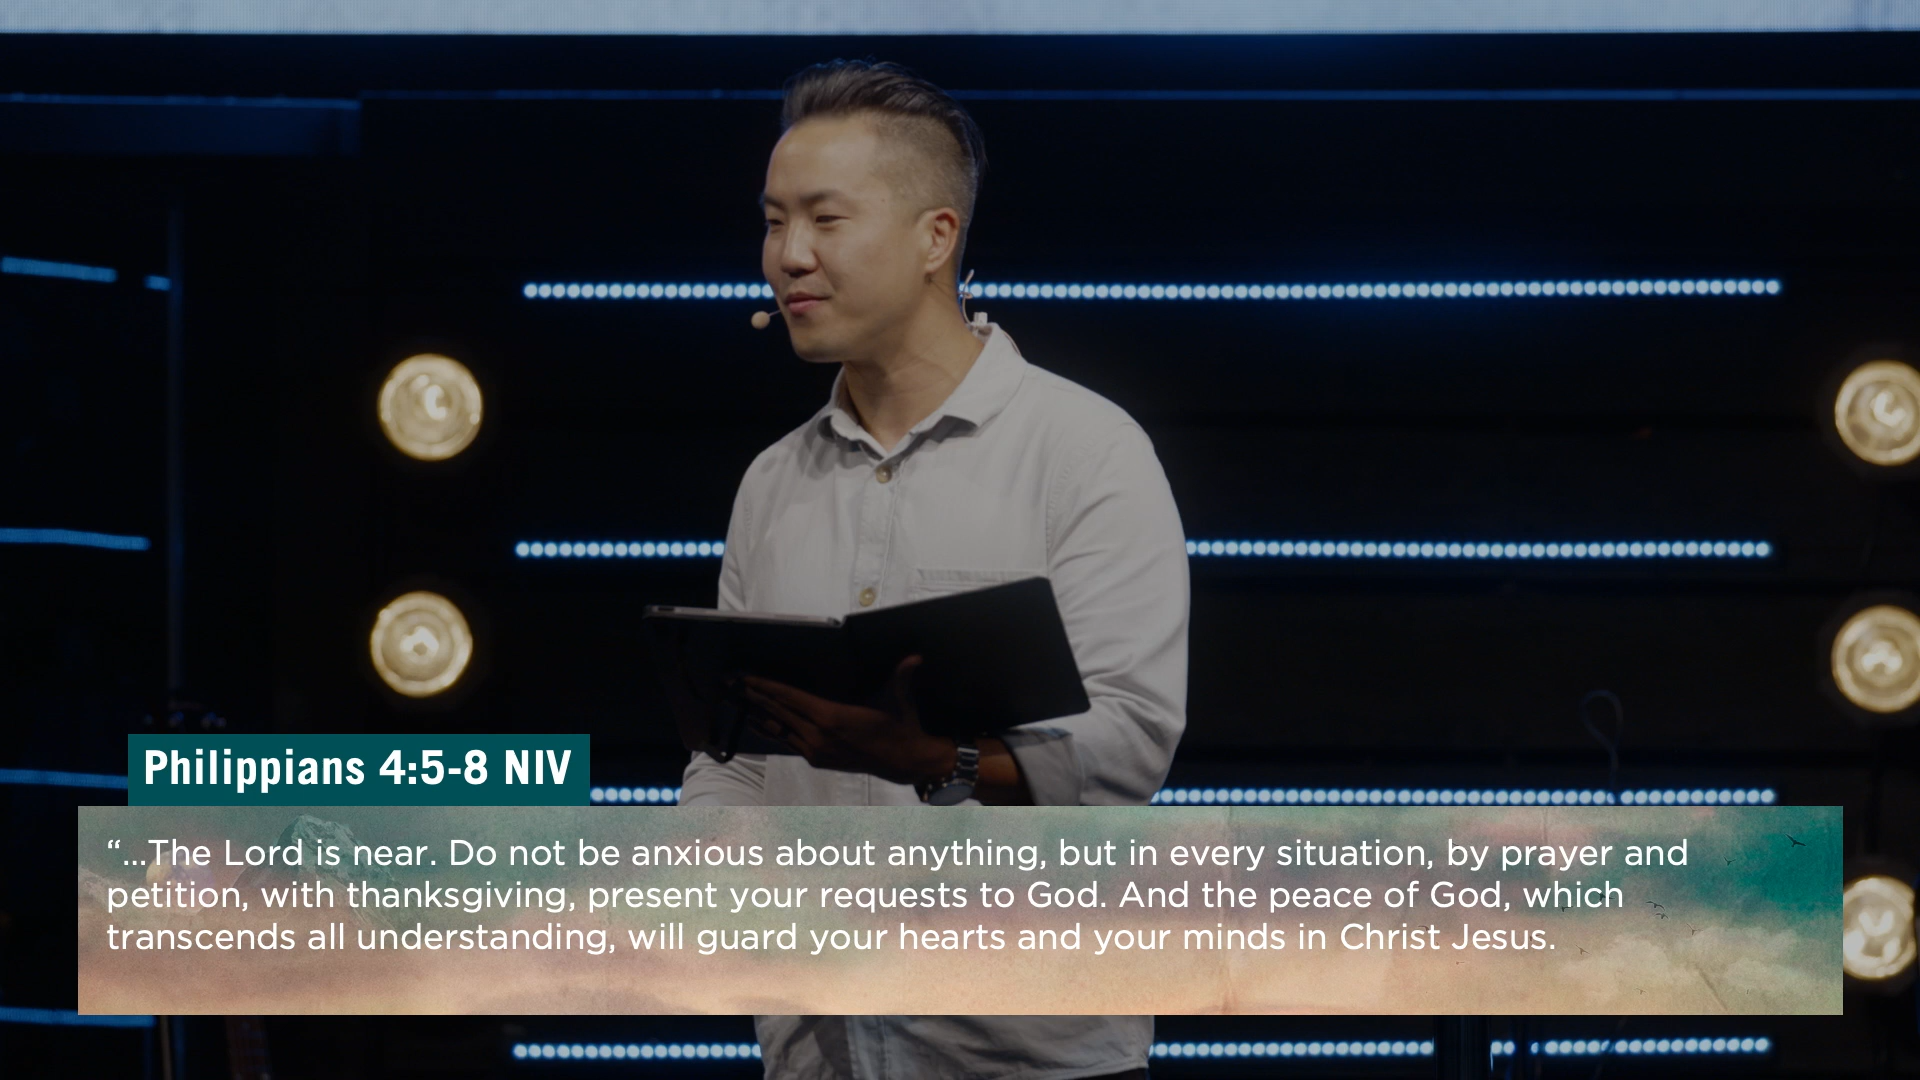 Philippians 4:5-8 NIV
“...The Lord is near. Do not be anxious about anything, but in every situation, by prayer and
petition, with thanksgiving, present your requests to God. And the peace of God, which
transcends all understanding, will guard your hearts and your minds in Christ Jesus.